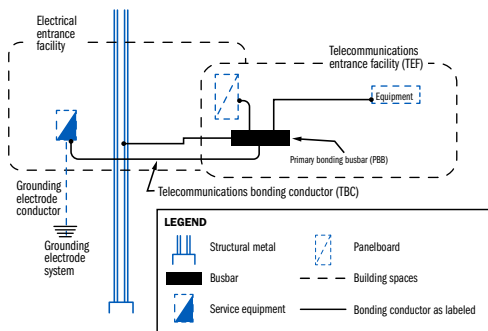 Electrical
entrance
facility
Telecommunications
entrance facility (TEF)
Equipment
Primary bonding busbar (PBB)
Telecommunications bonding conductor (TBC)
Grounding
electrode
conductor
Grounding
electrode
system
LEGEND
Structural metal
Panelboard
Busbar
Building spaces
Service equipment
Bonding conductor as labeled